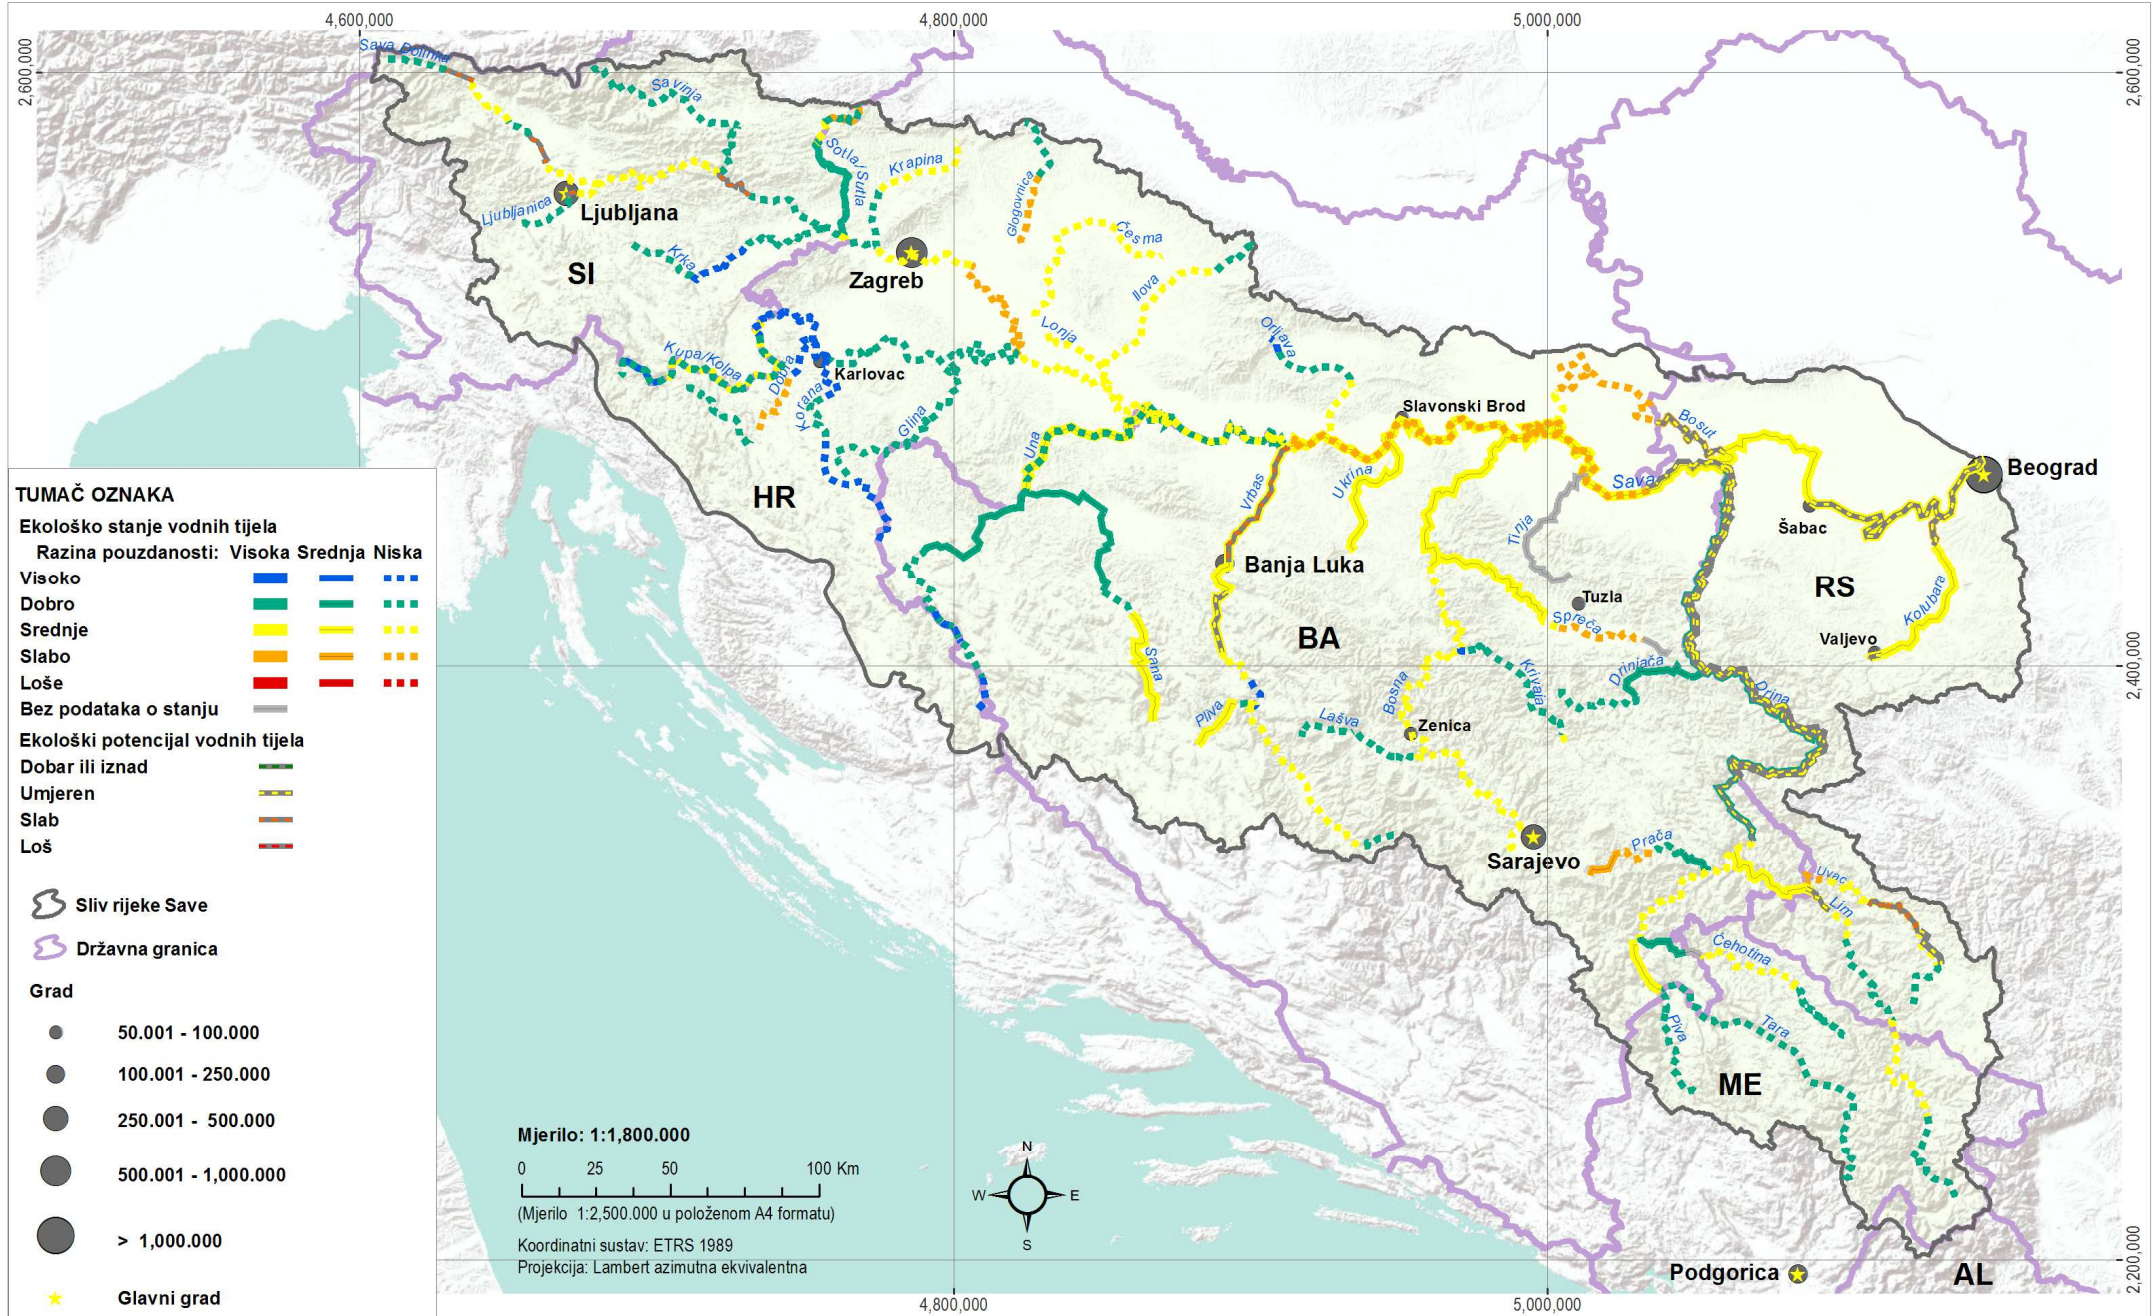 4,600,000
4,800,000
5,000,000
2,600,000
2,600,000
Sava Dolinka
Savinja
Sotla/Sutla
Krapina
Glogovnica
Česma
Ljubljanica
Ljubljana
Krka
SI
Zagreb
Ilova
Lonja
Orljava
Kupa/Kolpa
Dobra
Karlovac
Korana
Glina
Slavonski Brod
Bosut
Una
Vrbas
Ukrina
Sava
Beograd
HR
Tinja
Šabac
Banja Luka
Tuzla
RS
Kolubara
Spreča
Valjevo
BA
Sana
Krivaja
Drinjača
2,400,000
Drina
Bosna
Pliva
Lašva
Zenica
Sarajevo
Prača
Uvac
Lim
Ćehotina
Piva
Tara
ME
Podgorica
AL
2,200,000
4,800,000
5,000,000
TUMAČ OZNAKA
Ekološko stanje vodnih tijela
Razina pouzdanosti: Visoka Srednja Niska
Visoko
Dobro
Srednje
Slabo
Loše
Bez podataka o stanju
Ekološki potencijal vodnih tijela
Dobar ili iznad
Umjeren
Slab
Loš
Sliv rijeke Save
Državna granica
Grad
50.001 - 100.000
100.001 - 250.000
250.001 - 500.000
500.001 - 1,000.000
> 1,000.000
Glavni grad
Mjerilo: 1:1,800.000
0 25 50 100 Km
(Mjerilo 1:2,500.000 u položenom A4 formatu)
Koordinatni sustav: ETRS 1989
Projekcija: Lambert azimutna ekvivalentna
N
W E
S